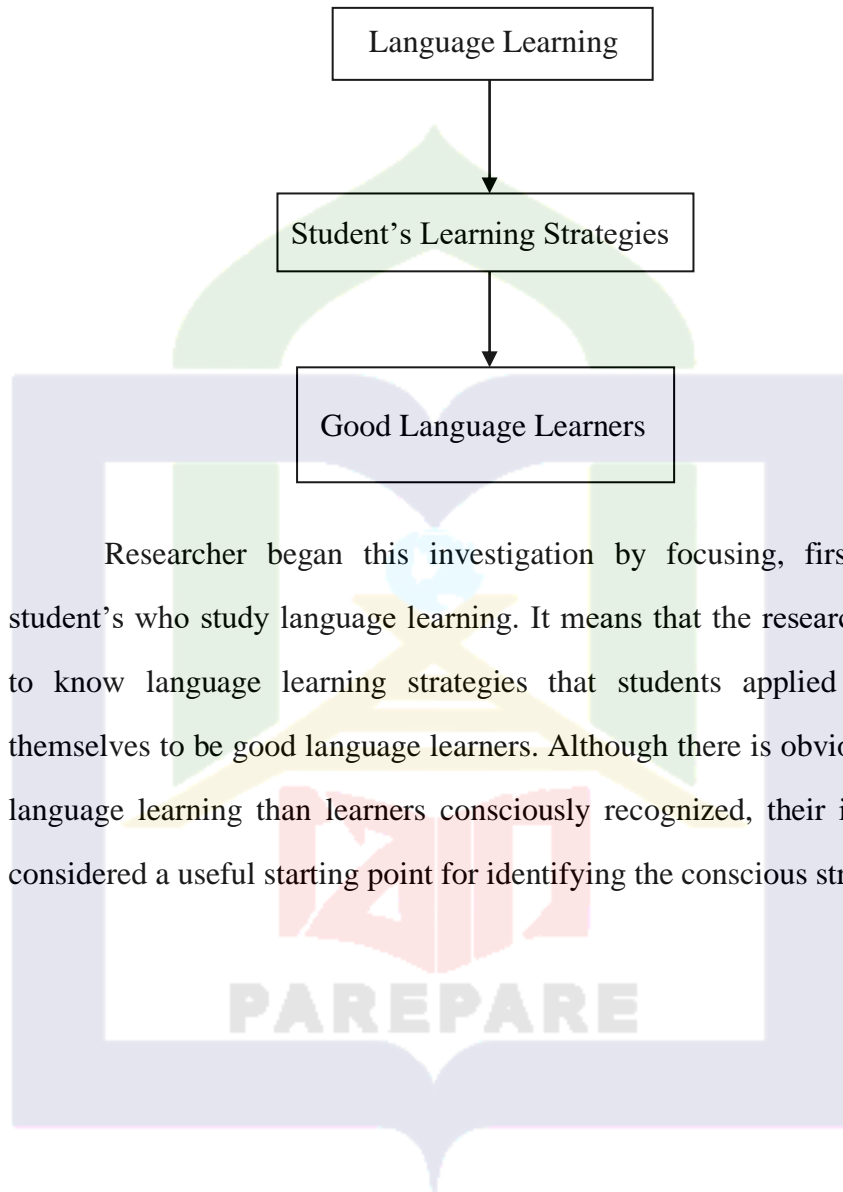 Language Learning
Student’s Learning Strategies
Good Language Learners
Researcher began this investigation by focusing, firs
student’s who study language learning. It means that the resear
to know language learning strategies that students applied
themselves to be good language learners. Although there is obvio
language learning than learners consciously recognized, their i
considered a useful starting point for identifying the conscious str
PAREPARE